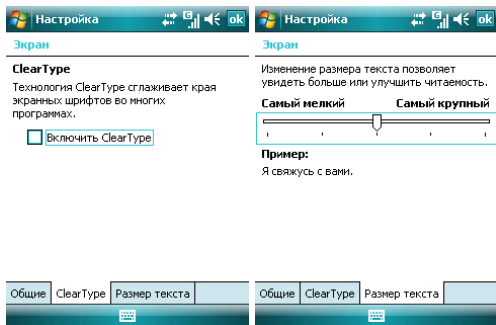 Настройка
G
ok
Экран
ClearType
Технология ClearType сглаживает края
экранных шрифтов во многих
программах.
Включить ClearType
Общие ClearType Размер текста
Настройка
G
ok
Экран
Изменение размера текста позволяет
увидеть больше или улучшить читаемость.
Самый мелкий Самый крупный
Пример:
Я свяжусь с вами.
Общие ClearType Размер текста